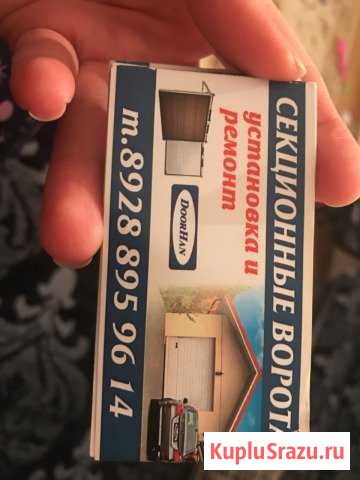 СЕКЦИОННЫЕ ВОРОТА
установка и
ремонт
DOORHAN
т.8928 895 96 14
KupluSrazu.ru